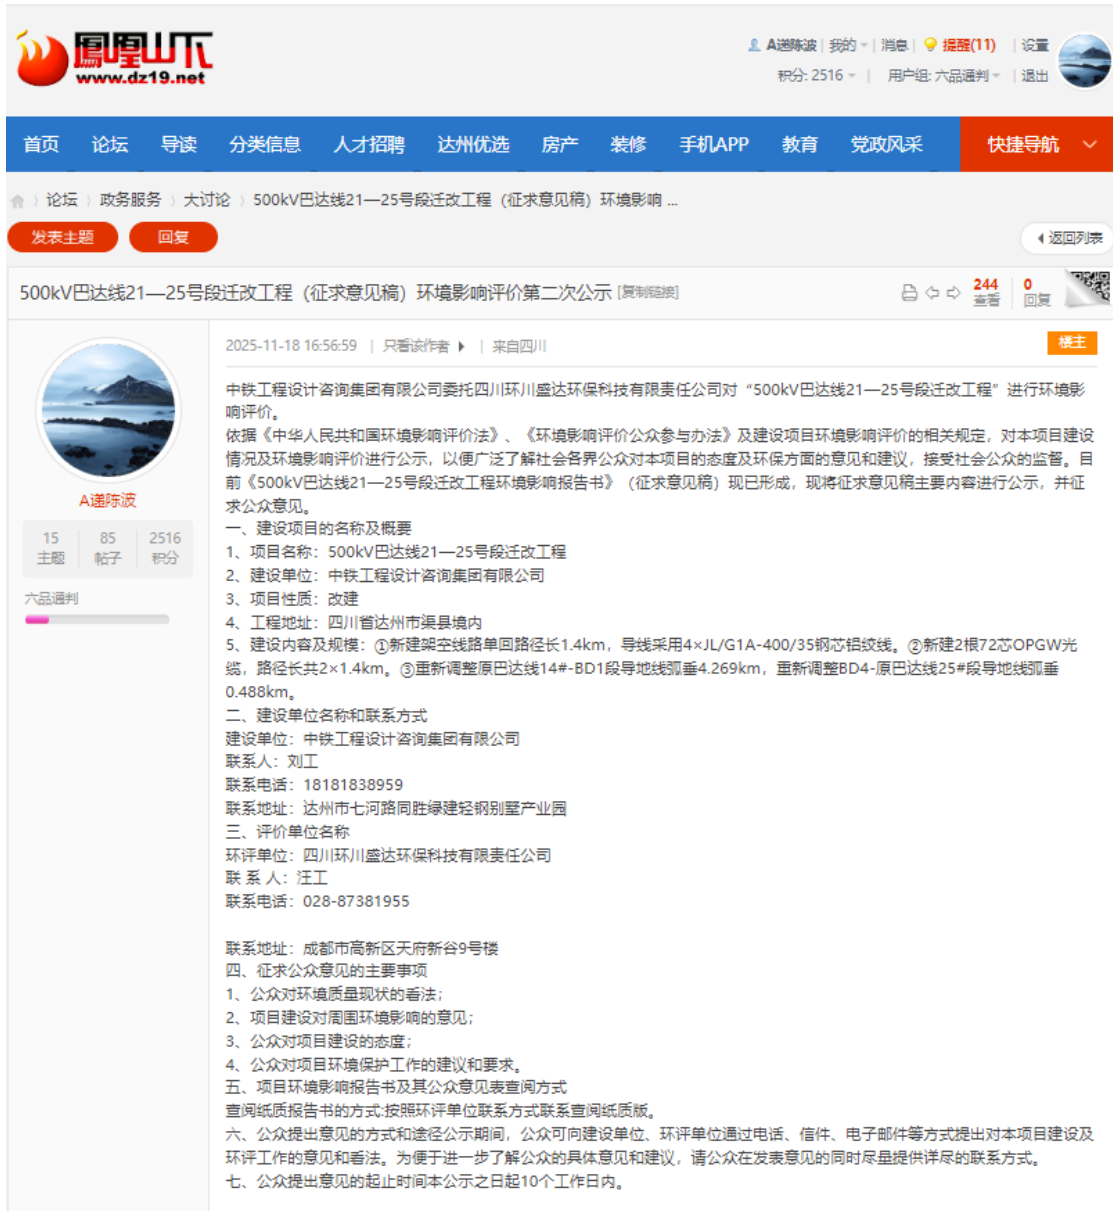 鳳凰山下
www.dz19.net
A递陈波 | 我的 | 消息 | 提醒(11) | 设置
积分: 2516 | 用户组: 六品通判 | 退出
首页 论坛 导读 分类信息 人才招聘 达州优选 房产 装修 手机APP 教育 党政风采 快捷导航
论坛 〉 政务服务 〉 大讨论 〉 500kV巴达线21—25号段迁改工程（征求意见稿）环境影响 ...
发表主题 回复 返回列表
500kV巴达线21—25号段迁改工程（征求意见稿）环境影响评价第二次公示 [复制链接]
244 查看 0 回复
2025-11-18 16:56:59 | 只看该作者 | 来自四川 楼主
A递陈波
15 85 2516
主题 帖子 积分
六品通判
中铁工程设计咨询集团有限公司委托四川环川盛达环保科技有限责任公司对“500kV巴达线21—25号段迁改工程”进行环境影
响评价。
依据《中华人民共和国环境影响评价法》、《环境影响评价公众参与办法》及建设项目环境影响评价的相关规定，对本项目建设
情况及环境影响评价进行公示，以便广泛了解社会各界公众对本项目的态度及环保方面的意见和建议，接受社会公众的监督。目
前《500kV巴达线21—25号段迁改工程环境影响报告书》（征求意见稿）现已形成，现将征求意见稿主要内容进行公示，并征
求公众意见。
一、建设项目的名称及概要
1、项目名称：500kV巴达线21—25号段迁改工程
2、建设单位：中铁工程设计咨询集团有限公司
3、项目性质：改建
4、工程地址：四川省达州市渠县境内
5、建设内容及规模：①新建架空线路单回路径长1.4km，导线采用4×JL/G1A-400/35钢芯铝绞线。②新建2根72芯OPGW光
缆，路径长共2×1.4km。③重新调整原巴达线14#-BD1段导地线弧垂4.269km，重新调整BD4-原巴达线25#段导地线弧垂
0.488km。
二、建设单位名称和联系方式
建设单位：中铁工程设计咨询集团有限公司
联系人：刘工
联系电话：18181838959
联系地址：达州市七河路同胜绿建轻钢别墅产业园
三、评价单位名称
环评单位：四川环川盛达环保科技有限责任公司
联 系 人：汪工
联系电话：028-87381955
联系地址：成都市高新区天府新谷9号楼
四、征求公众意见的主要事项
1、公众对环境质量现状的看法；
2、项目建设对周围环境影响的意见；
3、公众对项目建设的态度；
4、公众对项目环境保护工作的建议和要求。
五、项目环境影响报告书及其公众意见表查阅方式
查阅纸质报告书的方式:按照环评单位联系方式联系查阅纸质版。
六、公众提出意见的方式和途径公示期间，公众可向建设单位、环评单位通过电话、信件、电子邮件等方式提出对本项目建设及
环评工作的意见和看法。为便于进一步了解公众的具体意见和建议，请公众在发表意见的同时尽量提供详尽的联系方式。
七、公众提出意见的起止时间本公示之日起10个工作日内。